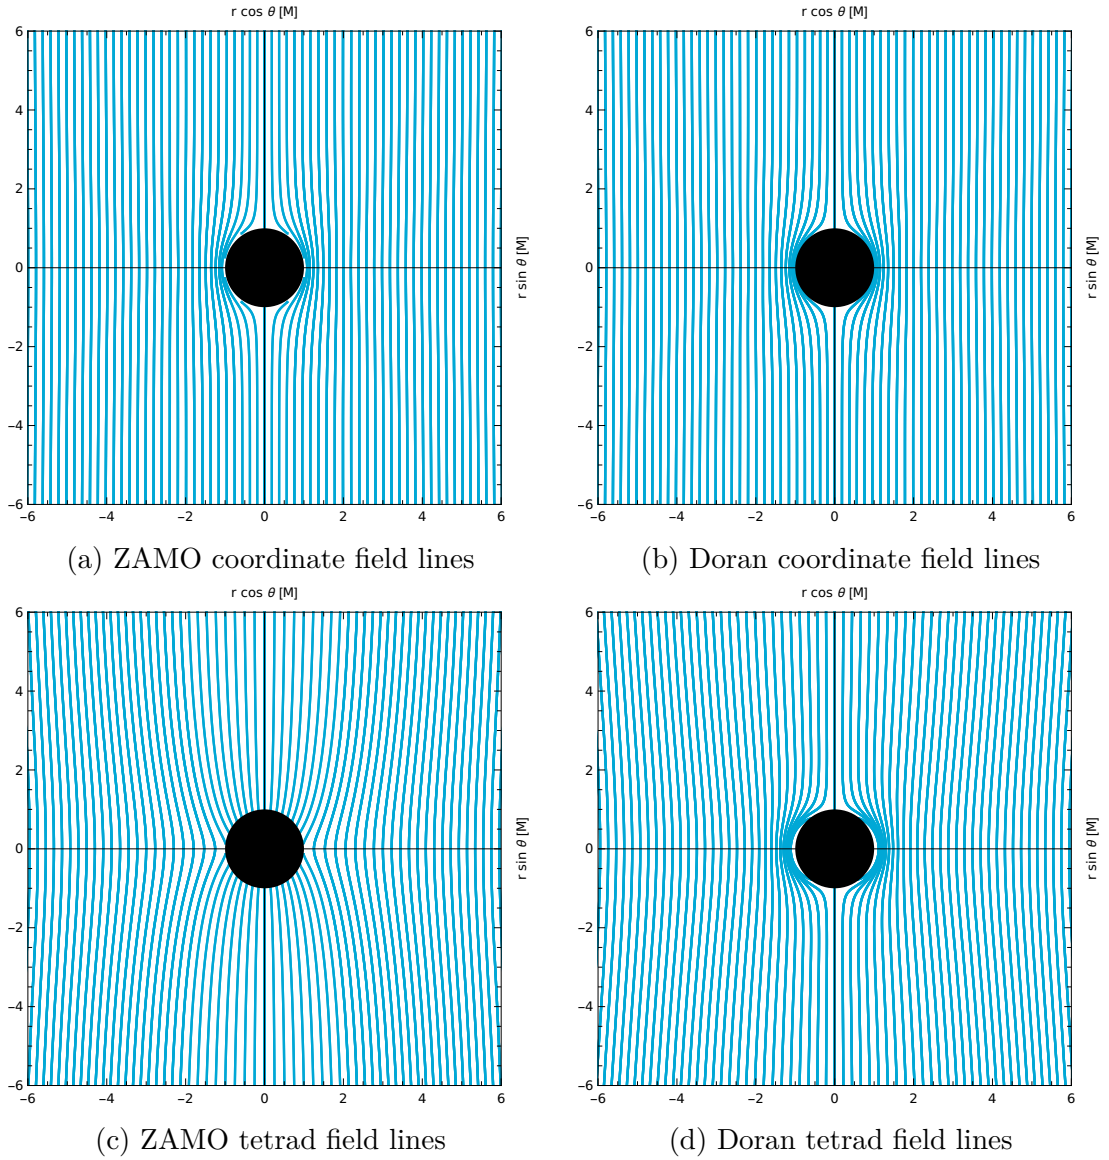 r cos θ [M]
6
4
2
0
−2
−4
−6
−6 −4 −2 0 2 4 6
r sin θ [M]
(a) ZAMO coordinate field lines
r cos θ [M]
6
4
2
0
−2
−4
−6
−6 −4 −2 0 2 4 6
r sin θ [M]
(b) Doran coordinate field lines
r cos θ [M]
6
4
2
0
−2
−4
−6
−6 −4 −2 0 2 4 6
r sin θ [M]
(c) ZAMO tetrad field lines
r cos θ [M]
6
4
2
0
−2
−4
−6
−6 −4 −2 0 2 4 6
r sin θ [M]
(d) Doran tetrad field lines